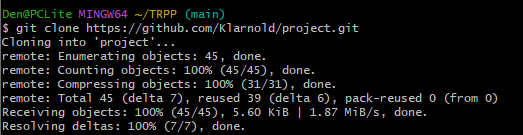 Den@PCLite MINGW64 ~/TRPP (main)
$ git clone https://github.com/Klarnold/project.git
Cloning into 'project'...
remote: Enumerating objects: 45, done.
remote: Counting objects: 100% (45/45), done.
remote: Compressing objects: 100% (31/31), done.
remote: Total 45 (delta 7), reused 39 (delta 6), pack-reused 0 (from 0)
Receiving objects: 100% (45/45), 5.60 KiB | 1.87 MiB/s, done.
Resolving deltas: 100% (7/7), done.